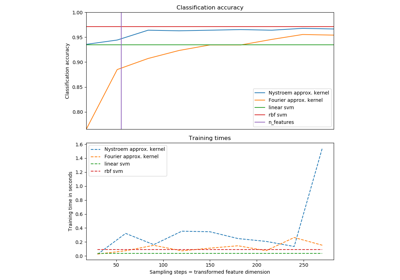 Classification accuracy
1.00
0.95
0.90
0.85
0.80
Classification accuracy
Nystroem approx. kernel
Fourier approx. kernel
linear svm
rbf svm
n_features
Training times
1.6
1.4
1.2
1.0
0.8
0.6
0.4
0.2
0.0
Training time in seconds
Nystroem approx. kernel
Fourier approx. kernel
linear svm
rbf svm
50
100
150
200
250
Sampling steps = transformed feature dimension